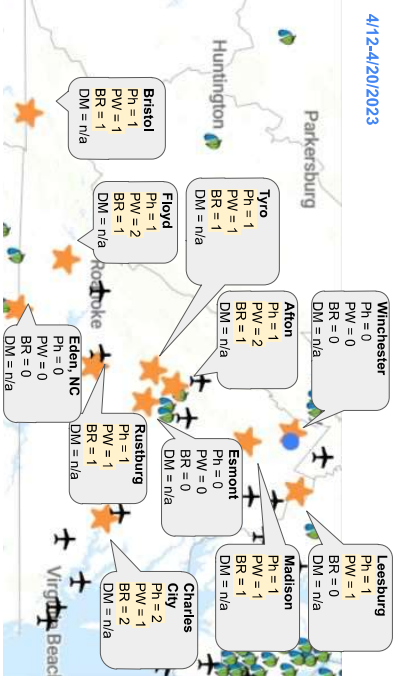 4/12-4/20/2023
Parkersburg
Huntington
Roanoke
Virginia Beach
Bristol
Ph = 1
PW = 1
BR = 1
DM = n/a
Floyd
Ph = 1
PW = 2
BR = 1
DM = n/a
Tyro
Ph = 1
PW = 1
BR = 1
DM = n/a
Afton
Ph = 1
PW = 2
BR = 1
DM = n/a
Winchester
Ph = 0
PW = 0
BR = 0
DM = n/a
Eden, NC
Ph = 0
PW = 0
BR = 0
DM = n/a
Rustburg
Ph = 1
PW = 1
BR = 1
DM = n/a
Esmont
Ph = 0
PW = 0
BR = 0
DM = n/a
Charles
City
Ph = 2
PW = 1
BR = 2
DM = n/a
Madison
Ph = 1
PW = 1
BR = 1
DM = n/a
Leesburg
Ph = 1
PW = 1
BR = 0
DM = n/a